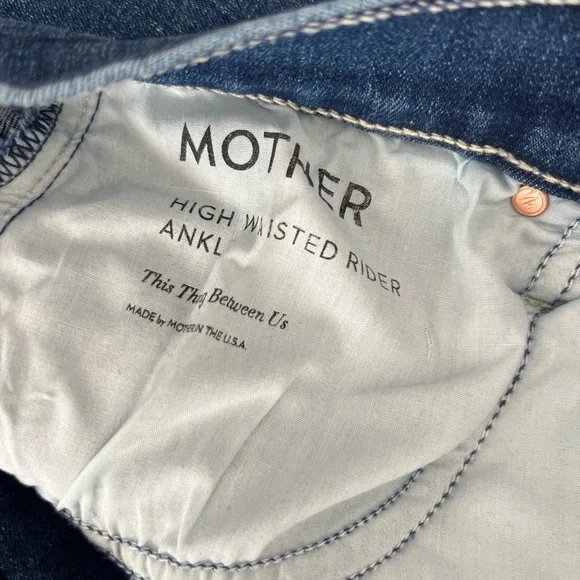 MOTHER
HIGH WAISTED RIDER
ANKL
This Thing Between Us
MADE by MOTHER IN THE U.S.A.